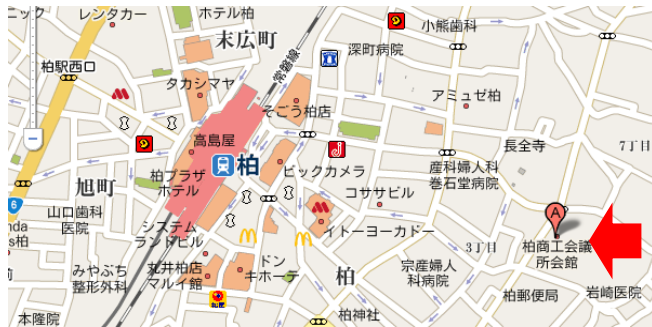 ニック
レンタカー
ホテル柏
末広町
常磐線
小熊歯科
深町病院
柏駅西口
タカシマヤ
そごう柏店
アミュゼ柏
高島屋
長全寺
7丁目
柏
ビックカメラ
産科婦人科
巻石堂病院
柏プラザ
ホテル
旭町
コササビル
6
山口歯科
医院
A
システム
ランドビル
イトーヨーカドー
3丁目
柏商工会議
所会館
みやぶち
整形外科
丸井柏店
マルイ館
ドン
キホーテ
柏
宗産婦人
科病院
柏郵便局
岩崎医院
本隆院
柏神社